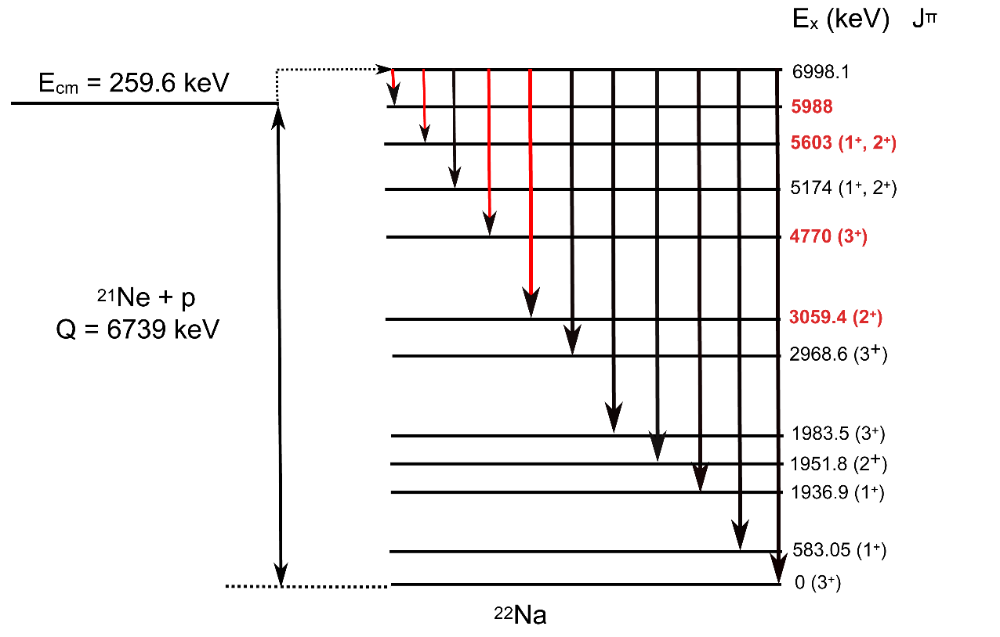 Eₓ (keV) Jᵖⁱ
E_cm = 259.6 keV
6998.1
5988
5603 (1⁺, 2⁺)
5174 (1⁺, 2⁺)
4770 (3⁺)
²¹Ne + p
Q = 6739 keV
3059.4 (2⁺)
2968.6 (3⁺)
1983.5 (3⁺)
1951.8 (2⁺)
1936.9 (1⁺)
583.05 (1⁺)
0 (3⁺)
²²Na